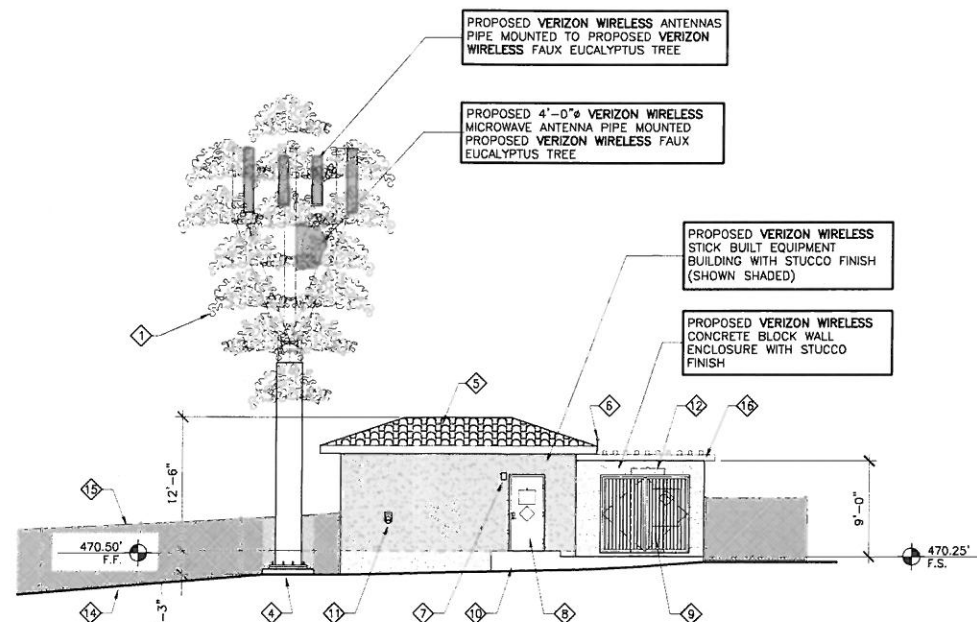 PROPOSED VERIZON WIRELESS ANTENNAS
PIPE MOUNTED TO PROPOSED VERIZON
WIRELESS FAUX EUCALYPTUS TREE
PROPOSED 4'-0"ø VERIZON WIRELESS
MICROWAVE ANTENNA PIPE MOUNTED
PROPOSED VERIZON WIRELESS FAUX
EUCALYPTUS TREE
PROPOSED VERIZON WIRELESS
STICK BUILT EQUIPMENT
BUILDING WITH STUCCO FINISH
(SHOWN SHADED)
PROPOSED VERIZON WIRELESS
CONCRETE BLOCK WALL
ENCLOSURE WITH STUCCO
FINISH
1
5
6
12
16
12'-6"
9'-0"
15
470.50'
F.F.
470.25'
F.S.
14
-3"
4
11
7
10
8
9